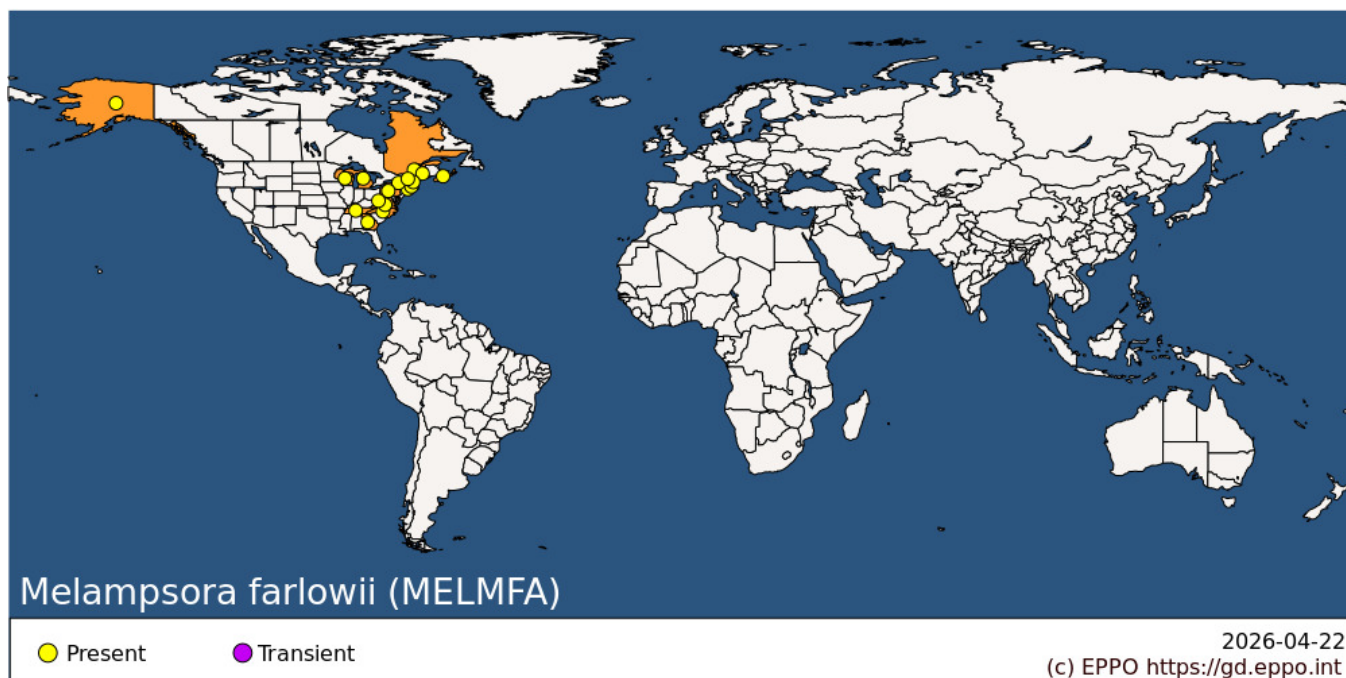 Melampsora farlowii (MELMFA)
Present
Transient
2026-04-22
(c) EPPO https://gd.eppo.int